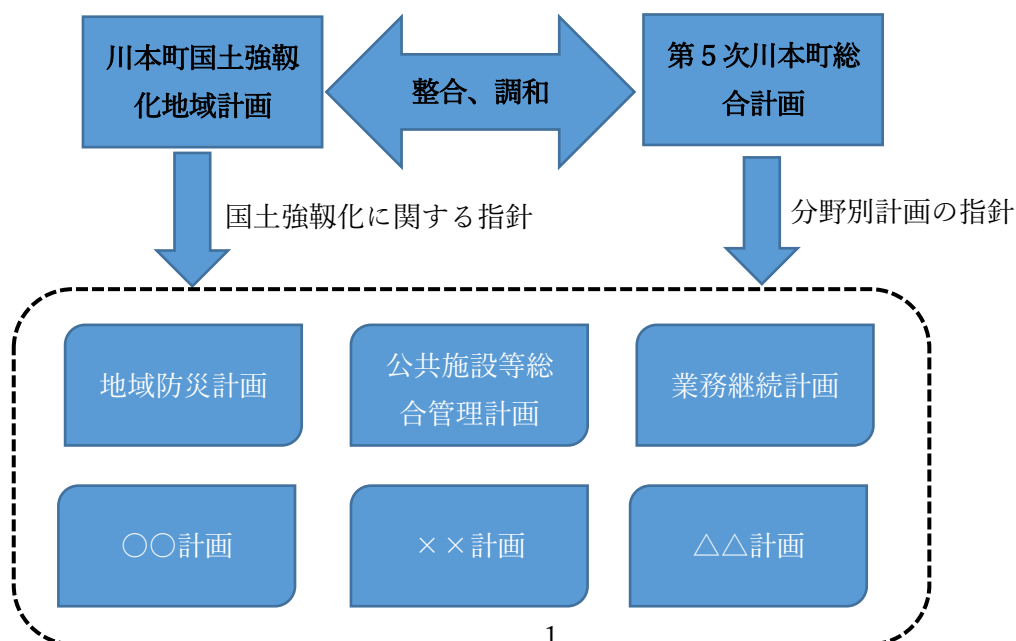 川本町国土強靱
化地域計画
整合、調和
第５次川本町総
合計画
国土強靱化に関する指針
分野別計画の指針
地域防災計画
公共施設等総
合管理計画
業務継続計画
〇〇計画
××計画
△△計画
1